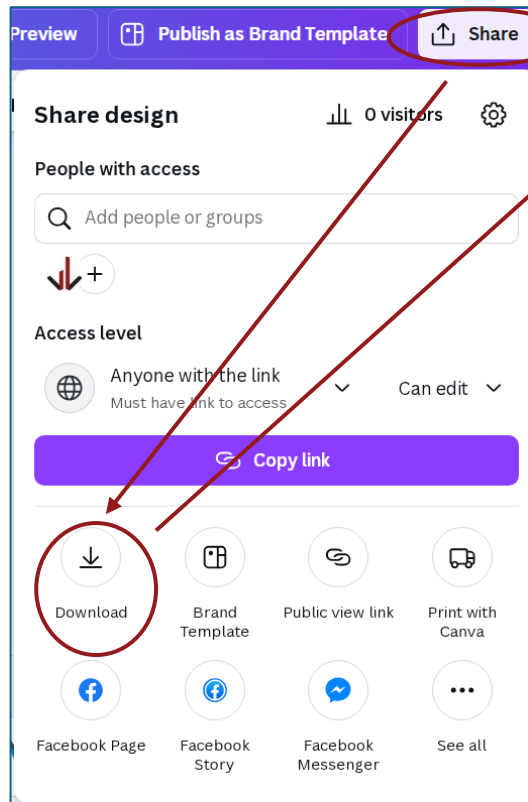 Preview
Publish as Brand Template
Share
Share design
0 visitors
People with access
Add people or groups
Access level
Anyone with the link
Must have link to access
Can edit
Copy link
Download
Brand
Template
Public view link
Print with
Canva
Facebook Page
Facebook
Story
Facebook
Messenger
See all